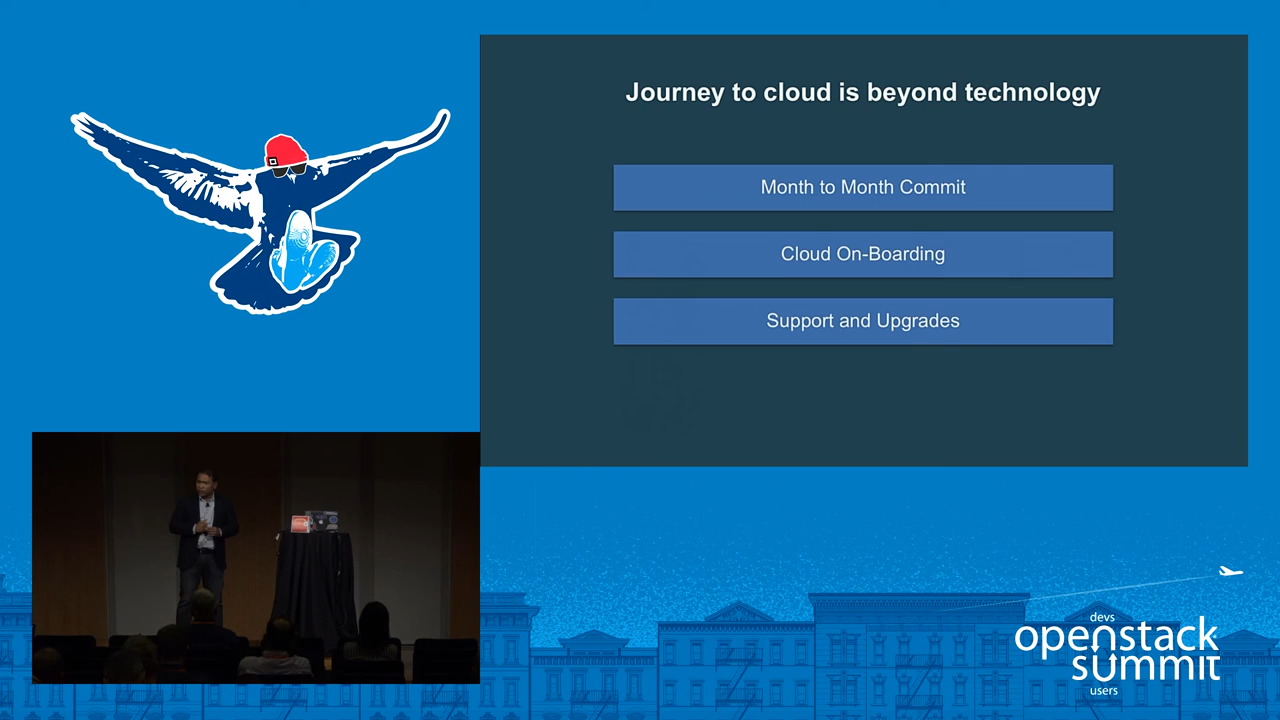 Journey to cloud is beyond technology
Month to Month Commit
Cloud On-Boarding
Support and Upgrades
devs
openstack
summit
users